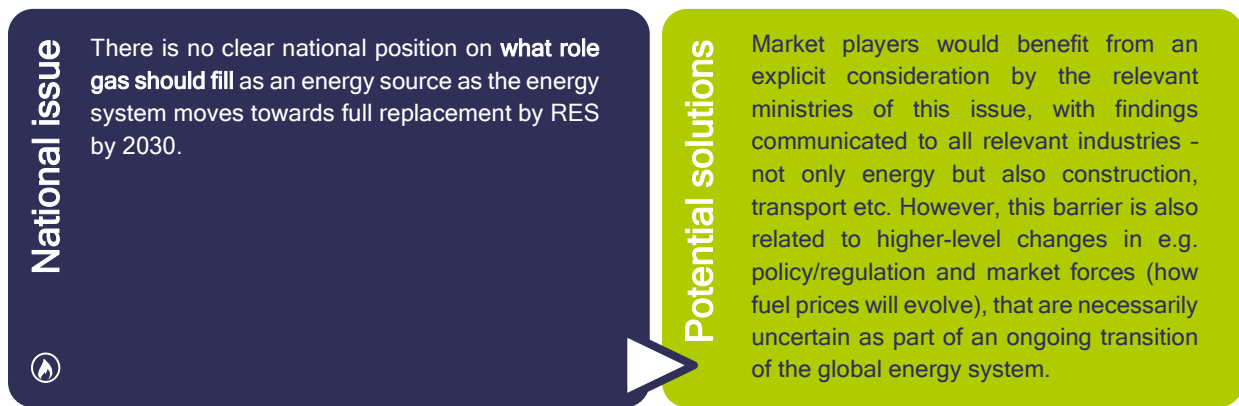 National issue
There is no clear national position on what role
gas should fill as an energy source as the energy
system moves towards full replacement by RES
by 2030.
Potential solutions
Market players would benefit from an
explicit consideration by the relevant
ministries of this issue, with findings
communicated to all relevant industries -
not only energy but also construction,
transport etc. However, this barrier is also
related to higher-level changes in e.g.
policy/regulation and market forces (how
fuel prices will evolve), that are necessarily
uncertain as part of an ongoing transition
of the global energy system.